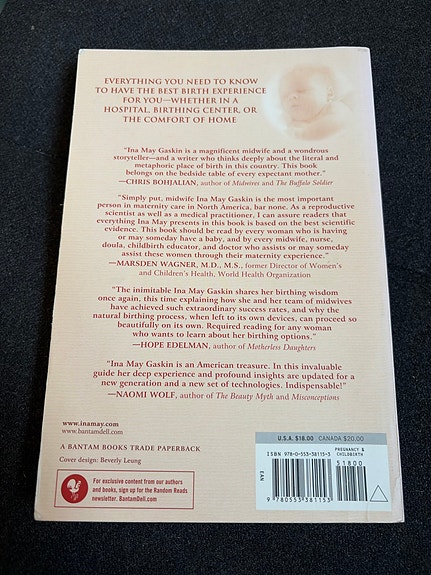 EVERYTHING YOU NEED TO KNOW
TO HAVE THE BEST BIRTH EXPERIENCE
FOR YOU—WHETHER IN A
HOSPITAL, BIRTHING CENTER, OR
THE COMFORT OF HOME
"Ina May Gaskin is a magnificent midwife and a wondrous
storyteller—and a writer who thinks deeply about the literal and
metaphoric place of birth in this country. This book
belongs on the bedside table of every expectant mother."
—CHRIS BOHJALIAN, author of Midwives and The Buffalo Soldier
"Simply put, midwife Ina May Gaskin is the most important
person in maternity care in North America, bar none. As a reproductive
scientist as well as a medical practitioner, I can assure readers that
everything Ina May presents in this book is based on the best scientific
evidence. This book should be read by every woman who is having
or may someday have a baby, and by every midwife, nurse,
doula, childbirth educator, and doctor who assists or may someday
assist these women through their maternity experience."
—MARSDEN WAGNER, M.D., M.S., former Director of Women's
and Children's Health, World Health Organization
"The inimitable Ina May Gaskin shares her birthing wisdom
once again, this time explaining how she and her team of midwives
have achieved such extraordinary success rates, and why the
natural birthing process, when left to its own devices, can proceed so
beautifully on its own. Required reading for any woman
who wants to learn about her birthing options."
—HOPE EDELMAN, author of Motherless Daughters
"Ina May Gaskin is an American treasure. In this invaluable
guide her deep experience and profound insights are updated for a
new generation and a new set of technologies. Indispensable!"
—NAOMI WOLF, author of The Beauty Myth and Misconceptions
www.inamay.com
www.bantamdell.com
A BANTAM BOOKS TRADE PAPERBACK
Cover design: Beverly Leung
For exclusive content from our authors
and books, sign up for the Random Reads
newsletter. BantamDell.com
U.S.A. $18.00 CANADA $20.00
PREGNANCY &
CHILDBIRTH
ISBN 978-0-553-38115-3
51800
EAN
9 780553 381153